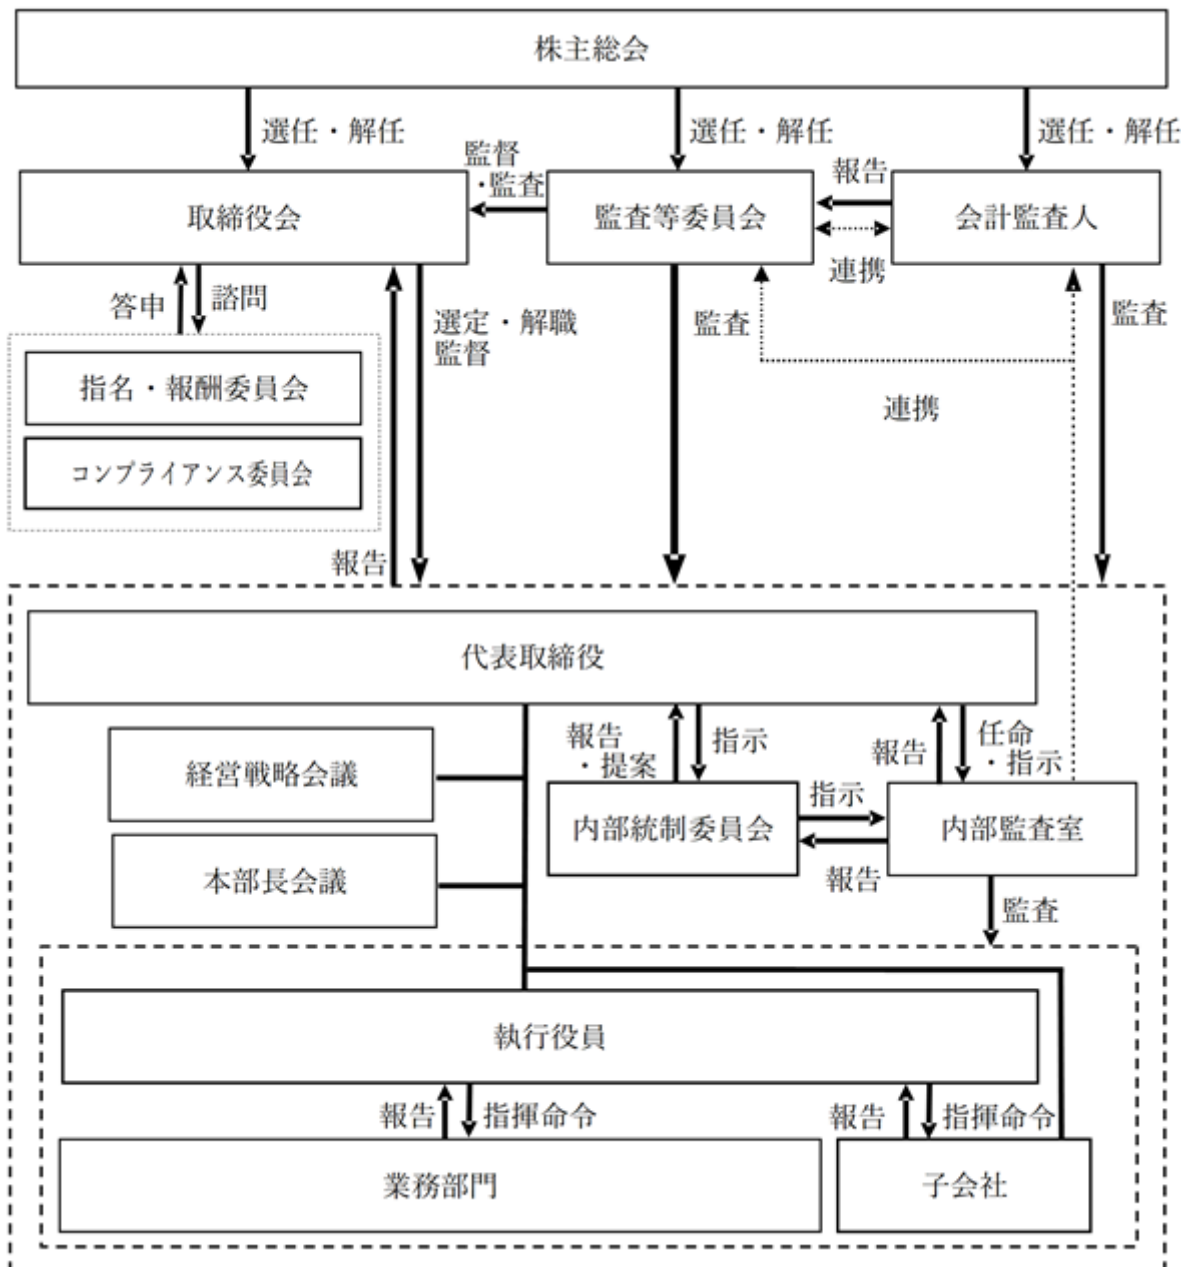 株主総会
選任・解任
選任・解任
選任・解任
取締役会
監督
・監査
監査等委員会
報告
連携
会計監査人
答申
諮問
選定・解職
監督
監査
監査
連携
指名・報酬委員会
コンプライアンス委員会
報告
代表取締役
経営戦略会議
本部長会議
報告
・提案
指示
報告
任命
・指示
内部統制委員会
指示
報告
内部監査室
監査
執行役員
報告
指揮命令
報告
指揮命令
業務部門
子会社